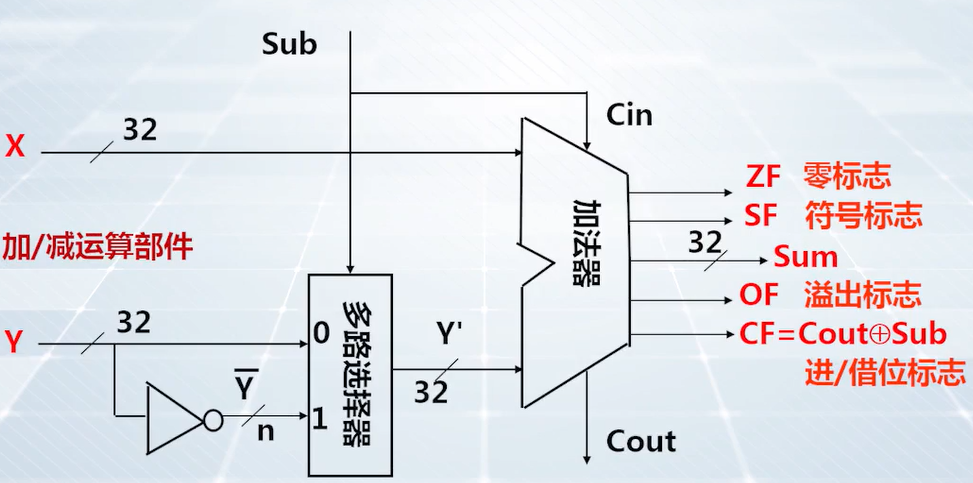 Sub
Cin
X
32
ZF 零标志
SF 符号标志
32
Sum
加法器
加/减运算部件
OF 溢出标志
CF=Cout⊕Sub
进/借位标志
Y
32
0
多路选择器
Y'
32
Y̅
n
1
Cout